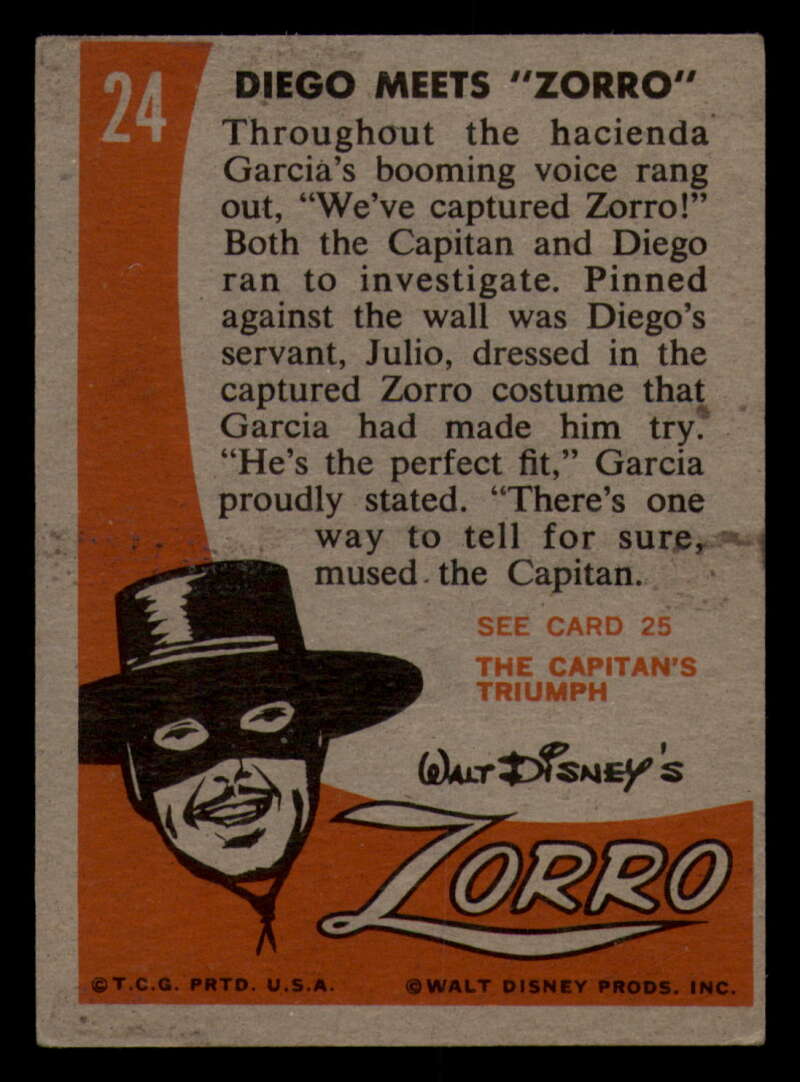 24
DIEGO MEETS "ZORRO"
Throughout the hacienda
Garcia's booming voice rang
out, “We've captured Zorro!”
Both the Capitan and Diego
ran to investigate. Pinned
against the wall was Diego's
servant, Julio, dressed in the
captured Zorro costume that
Garcia had made him try.
“He's the perfect fit,” Garcia
proudly stated. “There's one
way to tell for sure,
mused the Capitan.
SEE CARD 25
THE CAPITAN'S
TRIUMPH
WALT DISNEY'S
ZORRO
©T.C.G. PRTD. U.S.A.
©WALT DISNEY PRODS. INC.